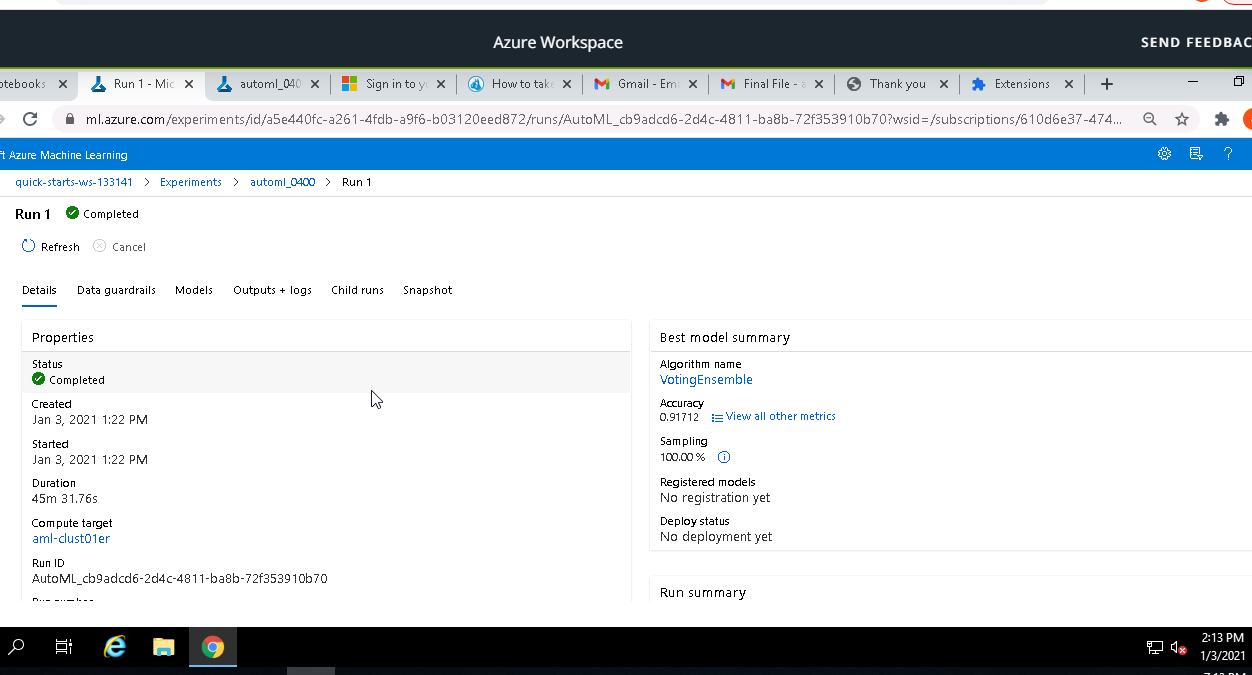 Azure Workspace
SEND FEEDBAC
otebooks
Run 1 - Mic
automl_040
Sign in to yo
How to take
Gmail - Ema
Final File - a
Thank you
Extensions
ml.azure.com/experiments/id/a5e440fc-a261-4fdb-a9f6-b03120eed872/runs/AutoML_cb9adcd6-2d4c-4811-ba8b-72f353910b70?wsid=/subscriptions/610d6e37-474...
ft Azure Machine Learning
quick-starts-ws-133141 > Experiments > automl_0400 > Run 1
Run 1 Completed
Refresh Cancel
Details Data guardrails Models Outputs + logs Child runs Snapshot
Properties
Status
Completed
Created
Jan 3, 2021 1:22 PM
Started
Jan 3, 2021 1:22 PM
Duration
45m 31.76s
Compute target
aml-clust01er
Run ID
AutoML_cb9adcd6-2d4c-4811-ba8b-72f353910b70
Best model summary
Algorithm name
VotingEnsemble
Accuracy
0.91712 View all other metrics
Sampling
100.00 %
Registered models
No registration yet
Deploy status
No deployment yet
Run summary
2:13 PM
1/3/2021